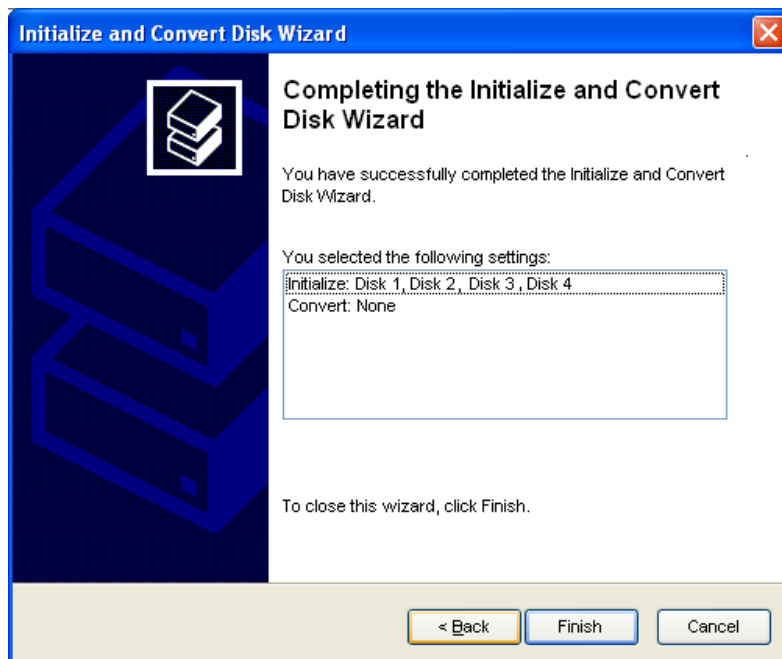 Initialize and Convert Disk Wizard
Completing the Initialize and Convert
Disk Wizard
You have successfully completed the Initialize and Convert
Disk Wizard.
You selected the following settings:
Initialize: Disk 1, Disk 2 , Disk 3 , Disk 4
Convert: None
To close this wizard, click Finish.
< Back Finish Cancel